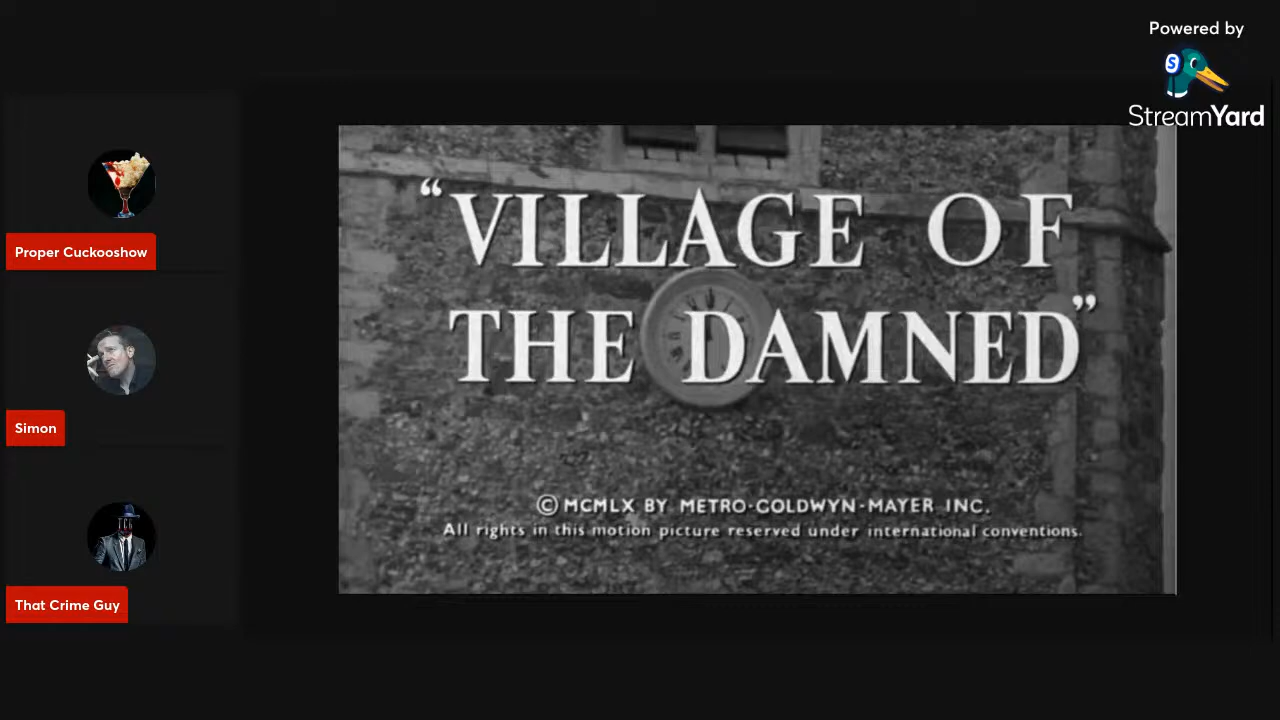 Powered by
S
StreamYard
Proper Cuckooshow
Simon
TCG
That Crime Guy
“VILLAGE OF
THE DAMNED”
© MCMLX BY METRO-GOLDWYN-MAYER INC.
All rights in this motion picture reserved under international conventions.